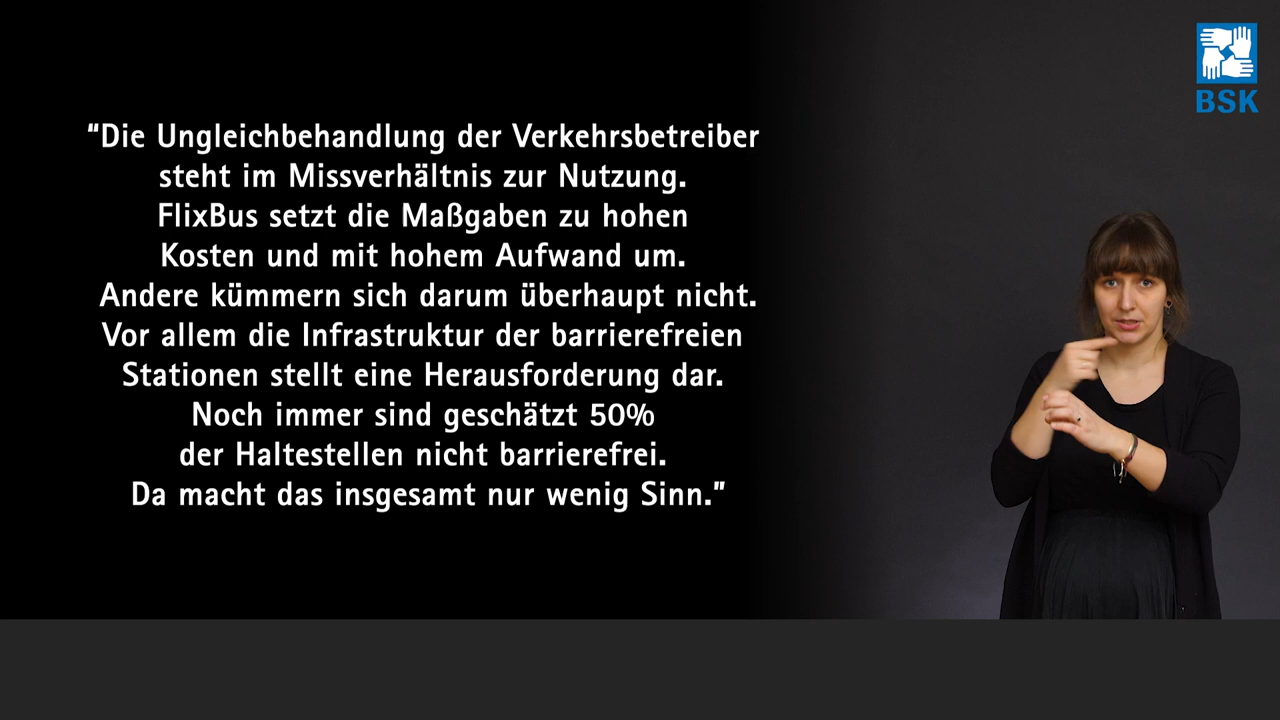 “Die Ungleichbehandlung der Verkehrsbetreiber
steht im Missverhältnis zur Nutzung.
FlixBus setzt die Maßgaben zu hohen
Kosten und mit hohem Aufwand um.
Andere kümmern sich darum überhaupt nicht.
Vor allem die Infrastruktur der barrierefreien
Stationen stellt eine Herausforderung dar.
Noch immer sind geschätzt 50%
der Haltestellen nicht barrierefrei.
Da macht das insgesamt nur wenig Sinn.”
BSK